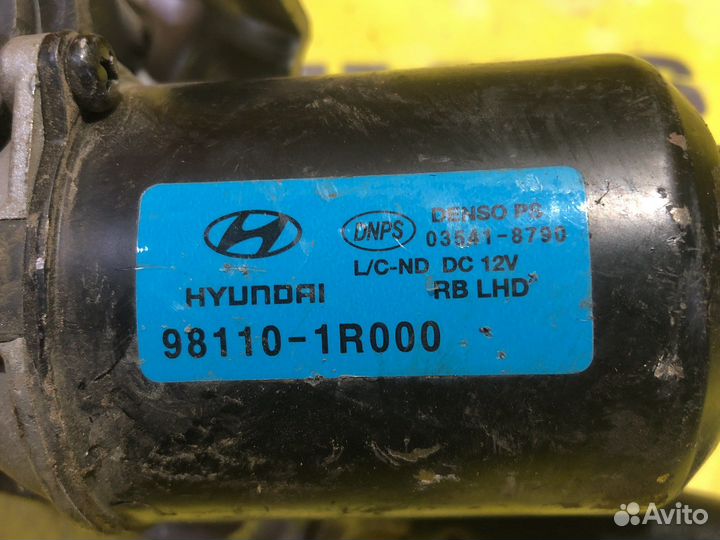 DNPS
DENSO PS
03541-8790
L/C-ND DC 12V
HYUNDAI
RB LHD
98110-1R000
Avito